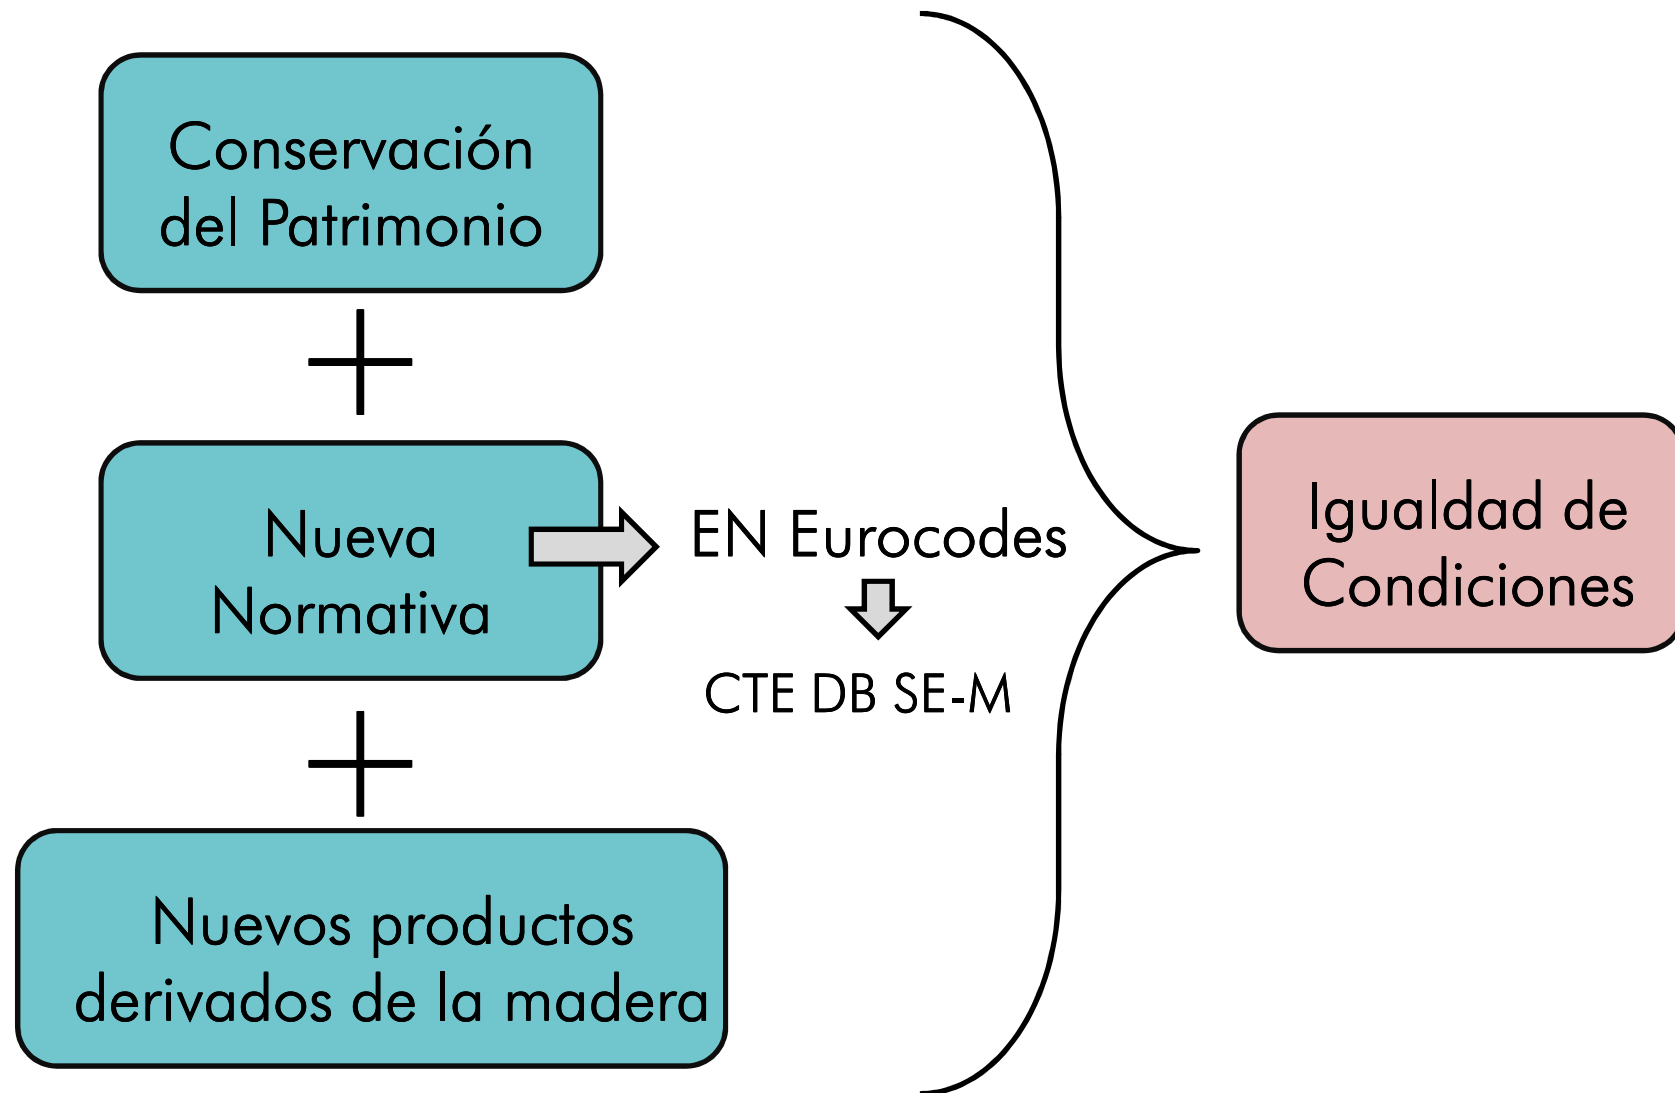 Conservación
del Patrimonio
Nueva
Normativa
EN Eurocodes
CTE DB SE-M
Nuevos productos
derivados de la madera
Igualdad de
Condiciones